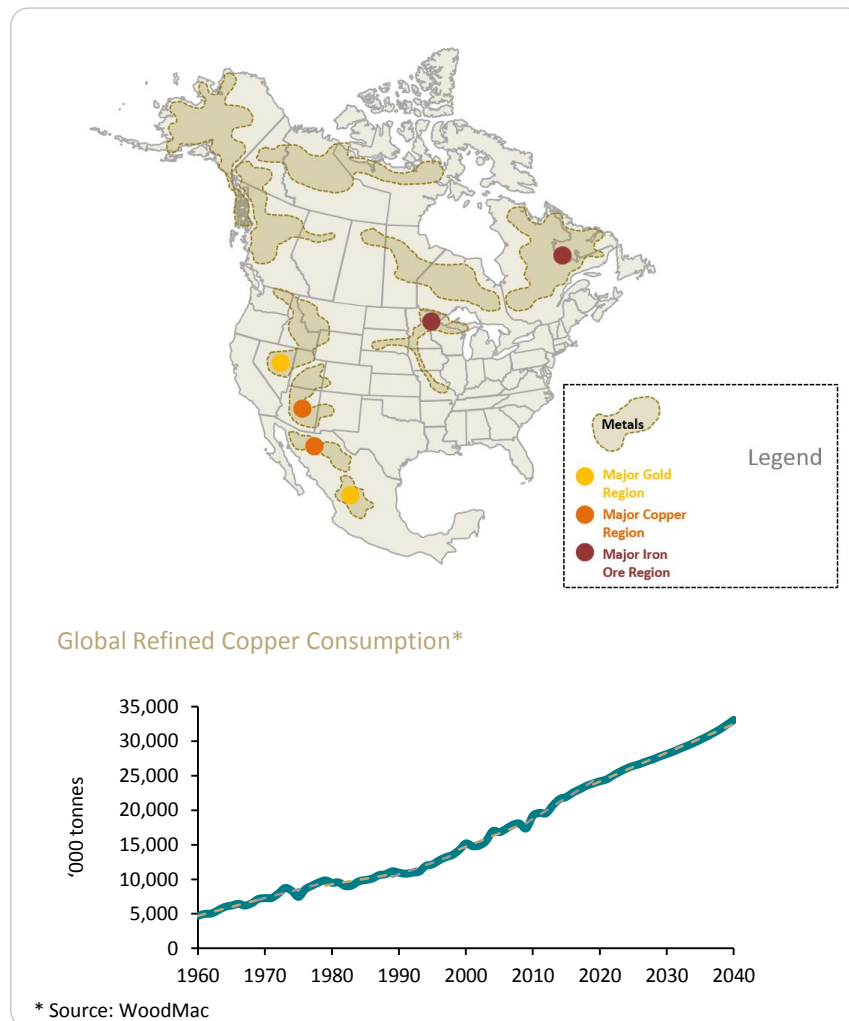 Metals
Legend
Major Gold
Region
Major Copper
Region
Major Iron
Ore Region
Global Refined Copper Consumption*
35,000
30,000
25,000
20,000
15,000
10,000
5,000
0
'000 tonnes
1960 1970 1980 1990 2000 2010 2020 2030 2040
* Source: WoodMac